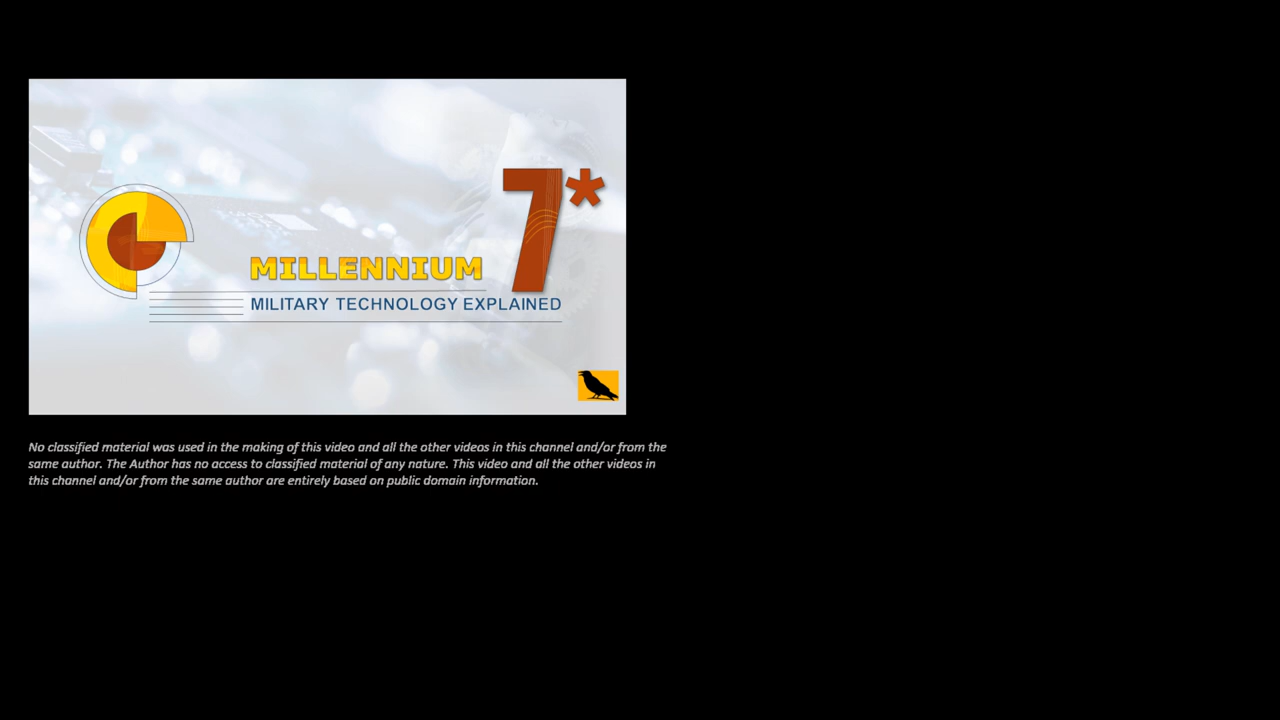 7*
MILLENNIUM
MILITARY TECHNOLOGY EXPLAINED
No classified material was used in the making of this video and all the other videos in this channel and/or from the
same author. The Author has no access to classified material of any nature. This video and all the other videos in
this channel and/or from the same author are entirely based on public domain information.